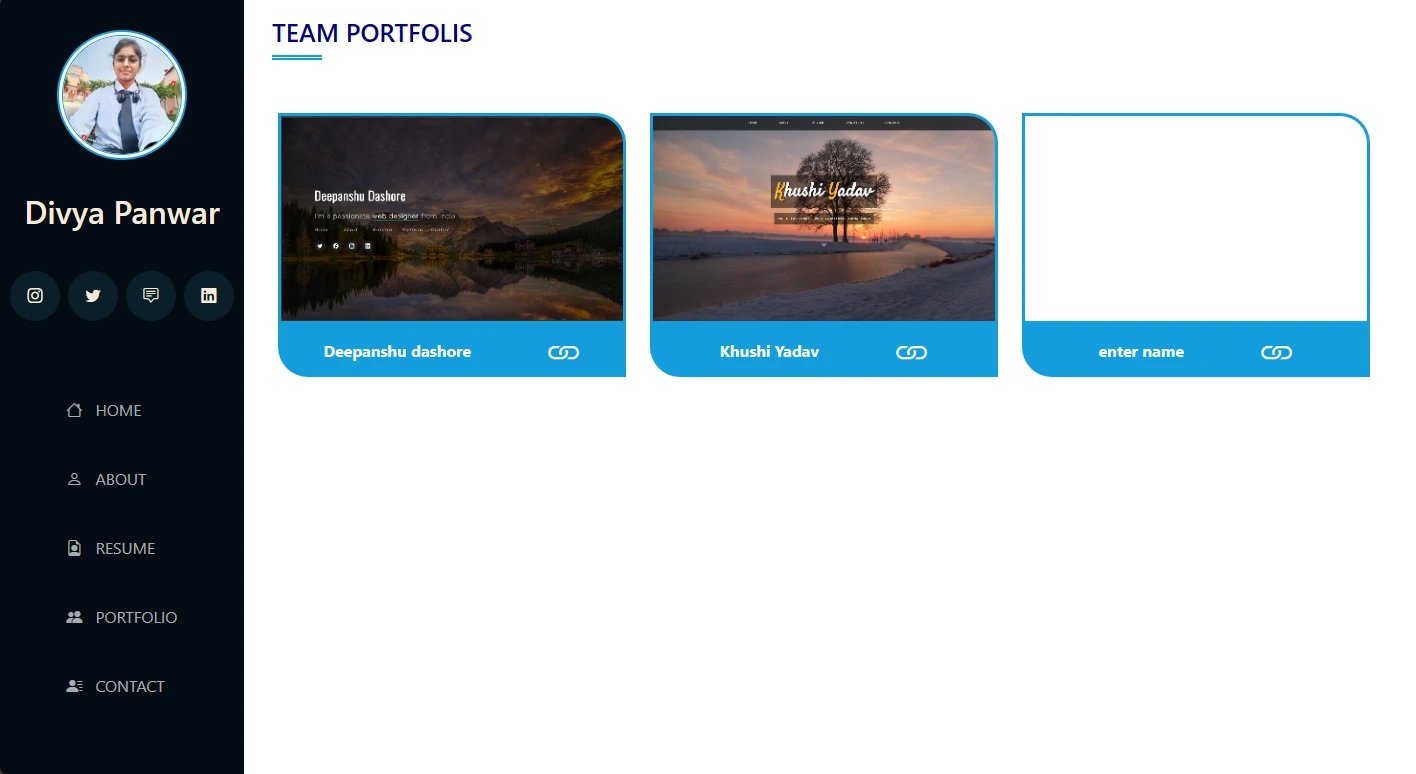 TEAM PORTFOLIS
Divya Panwar
HOME
ABOUT
RESUME
PORTFOLIO
CONTACT
Deepanshu Dashore
I'm a passionate web designer from India
Deepanshu dashore
Khushi Yadav
Khushi Yadav
enter name